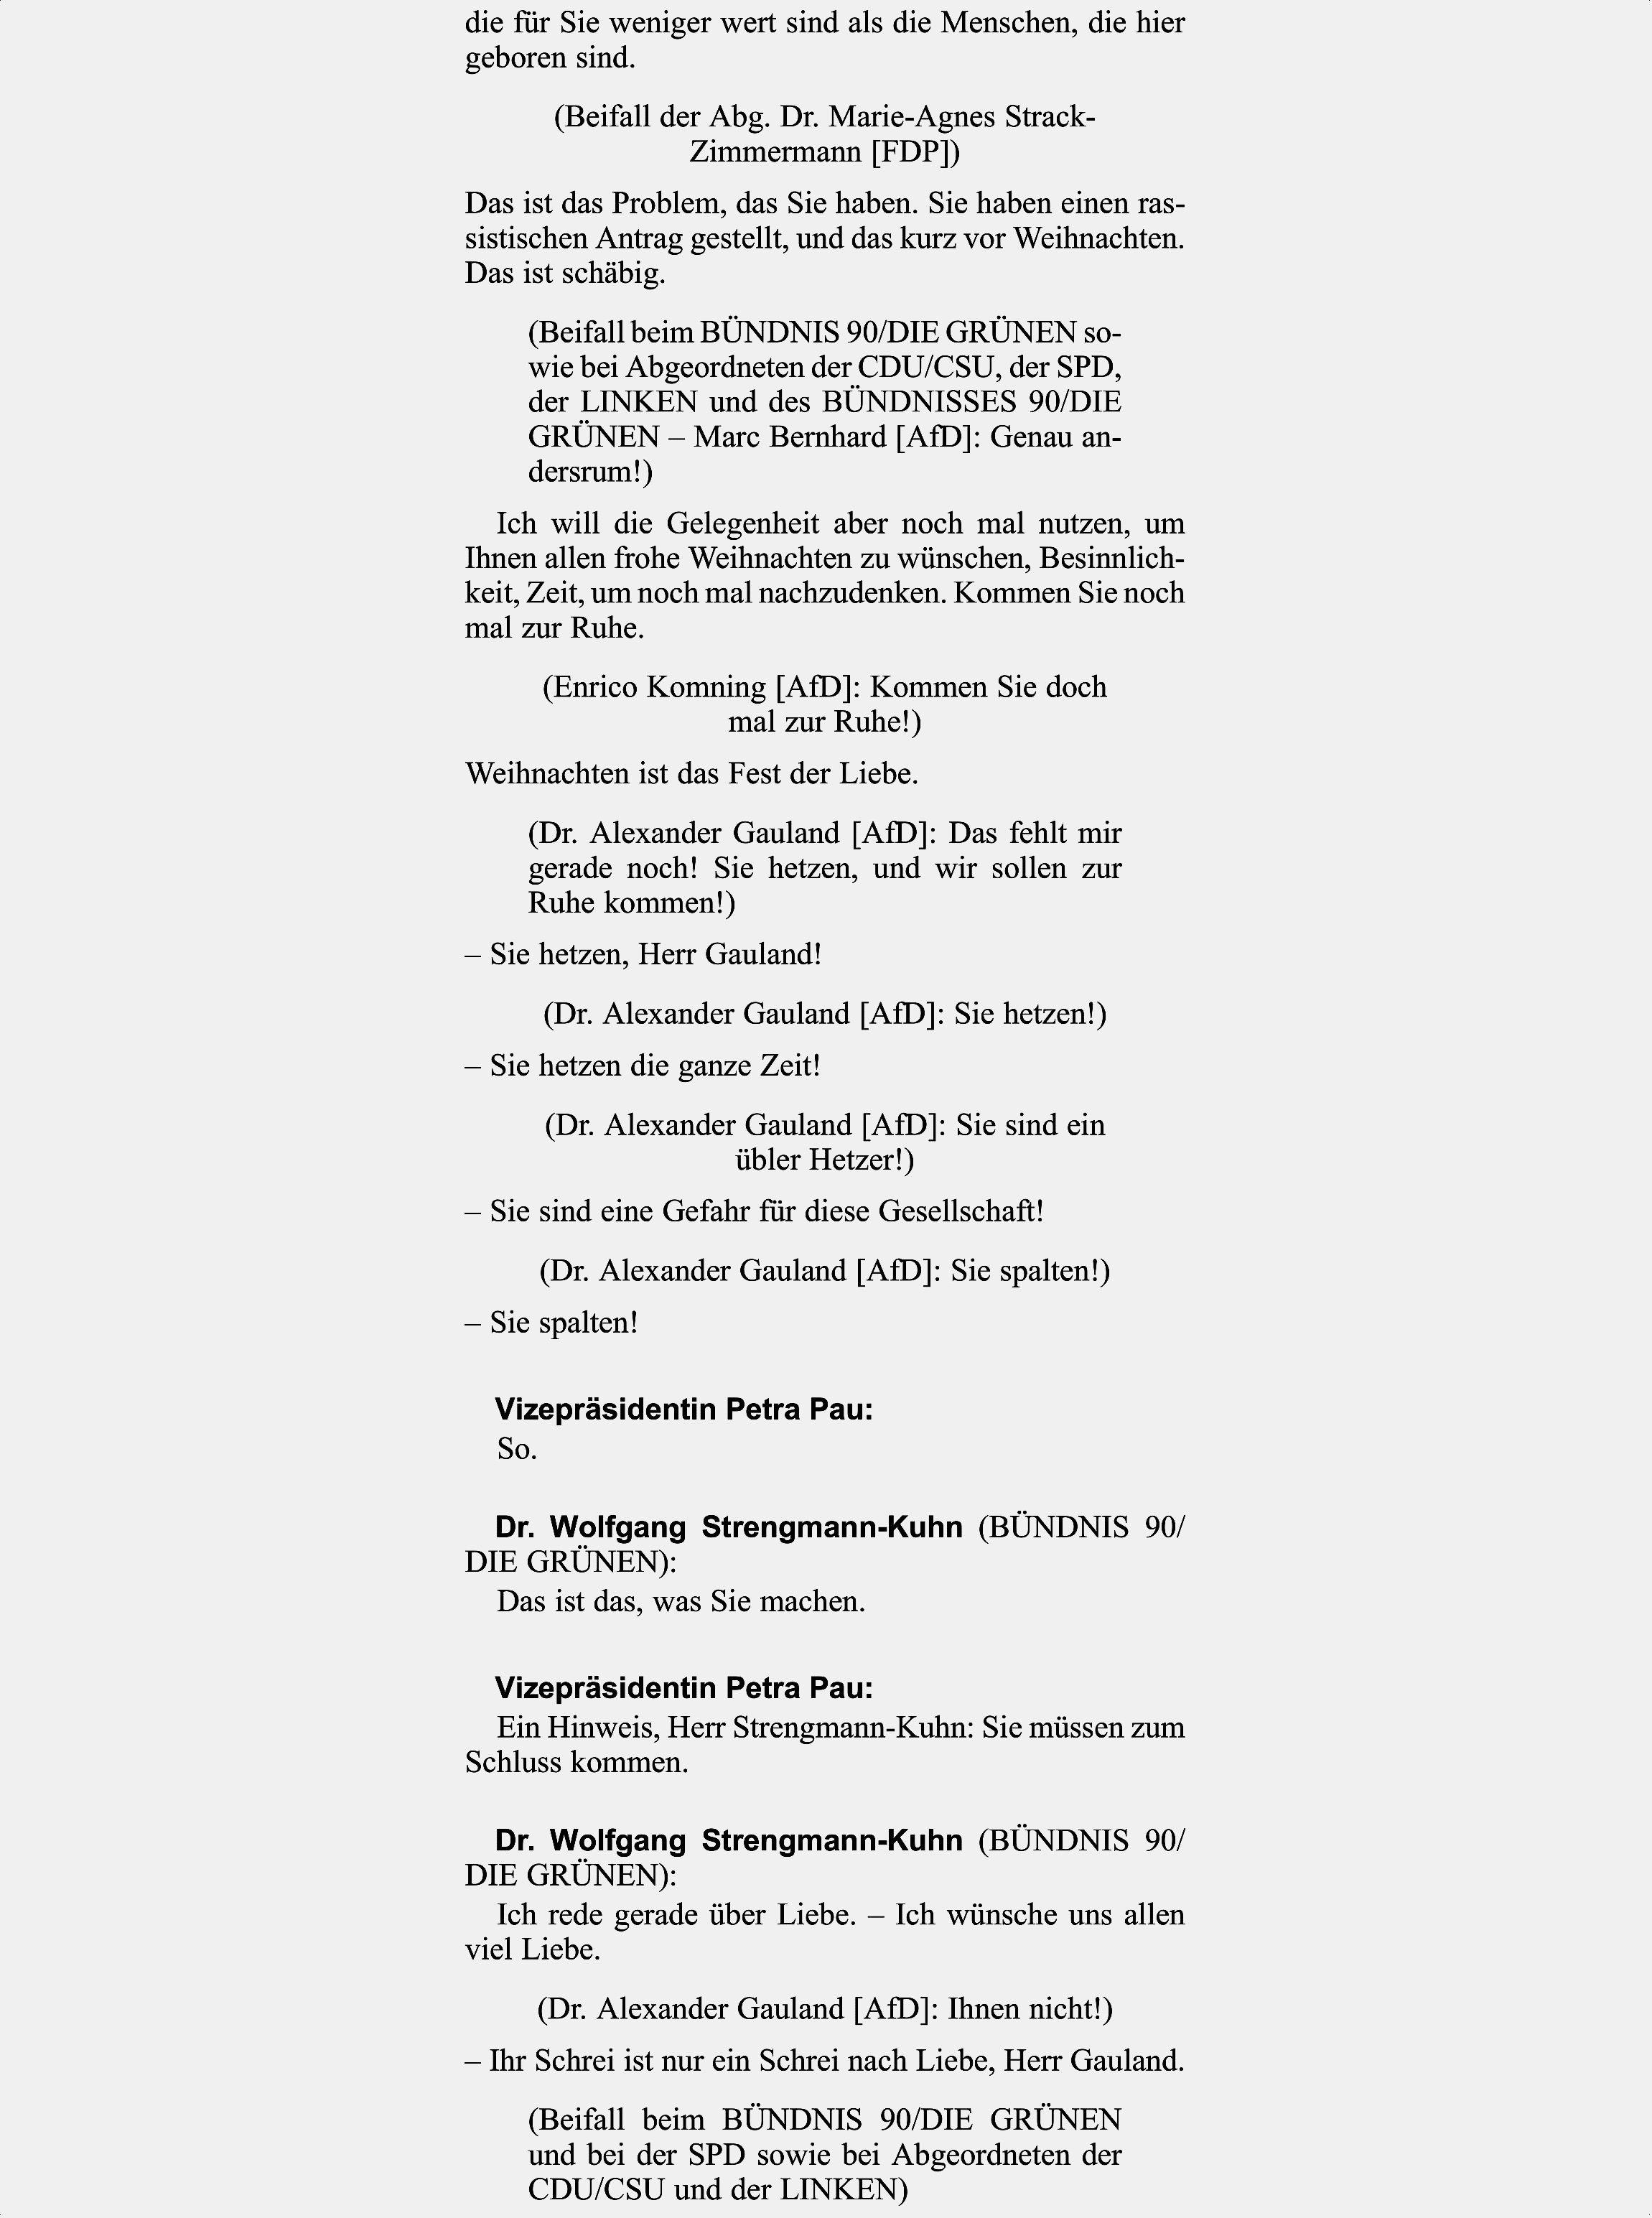 die für Sie weniger wert sind als die Menschen, die hier
geboren sind.
(Beifall der Abg. Dr. Marie-Agnes Strack-
Zimmermann [FDP])
Das ist das Problem, das Sie haben. Sie haben einen ras-
sistischen Antrag gestellt, und das kurz vor Weihnachten.
Das ist schäbig.
(Beifall beim BÜNDNIS 90/DIE GRÜNEN so-
wie bei Abgeordneten der CDU/CSU, der SPD,
der LINKEN und des BÜNDNISSES 90/DIE
GRÜNEN – Marc Bernhard [AfD]: Genau an-
dersrum!)
Ich will die Gelegenheit aber noch mal nutzen, um
Ihnen allen frohe Weihnachten zu wünschen, Besinnlich-
keit, Zeit, um noch mal nachzudenken. Kommen Sie noch
mal zur Ruhe.
(Enrico Komning [AfD]: Kommen Sie doch
mal zur Ruhe!)
Weihnachten ist das Fest der Liebe.
(Dr. Alexander Gauland [AfD]: Das fehlt mir
gerade noch! Sie hetzen, und wir sollen zur
Ruhe kommen!)
– Sie hetzen, Herr Gauland!
(Dr. Alexander Gauland [AfD]: Sie hetzen!)
– Sie hetzen die ganze Zeit!
(Dr. Alexander Gauland [AfD]: Sie sind ein
übler Hetzer!)
– Sie sind eine Gefahr für diese Gesellschaft!
(Dr. Alexander Gauland [AfD]: Sie spalten!)
– Sie spalten!
Vizepräsidentin Petra Pau:
So.
Dr. Wolfgang Strengmann-Kuhn (BÜNDNIS 90/
DIE GRÜNEN):
Das ist das, was Sie machen.
Vizepräsidentin Petra Pau:
Ein Hinweis, Herr Strengmann-Kuhn: Sie müssen zum
Schluss kommen.
Dr. Wolfgang Strengmann-Kuhn (BÜNDNIS 90/
DIE GRÜNEN):
Ich rede gerade über Liebe. – Ich wünsche uns allen
viel Liebe.
(Dr. Alexander Gauland [AfD]: Ihnen nicht!)
– Ihr Schrei ist nur ein Schrei nach Liebe, Herr Gauland.
(Beifall beim BÜNDNIS 90/DIE GRÜNEN
und bei der SPD sowie bei Abgeordneten der
CDU/CSU und der LINKEN)